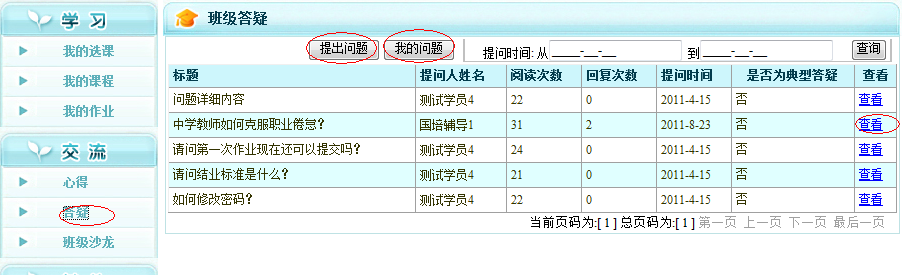 学 习
我的选课
我的课程
我的作业
交 流
心得
答疑
班级沙龙
班级答疑
提出问题 我的问题 提问时间: 从 ____-__-__ 到 ____-__-__ 查询
标题 提问人姓名 阅读次数 回复次数 提问时间 是否为典型答疑 查看
问题详细内容 测试学员4 22 0 2011-4-15 否 查看
中学教师如何克服职业倦怠? 国培辅导1 31 2 2011-8-23 否 查看
请问第一次作业现在还可以提交吗? 测试学员4 24 0 2011-4-15 否 查看
请问结业标准是什么? 测试学员4 21 0 2011-4-15 否 查看
如何修改密码? 测试学员4 22 0 2011-4-15 否 查看
当前页码为:[ 1 ] 总页码为:[ 1 ] 第一页 上一页 下一页 最后一页